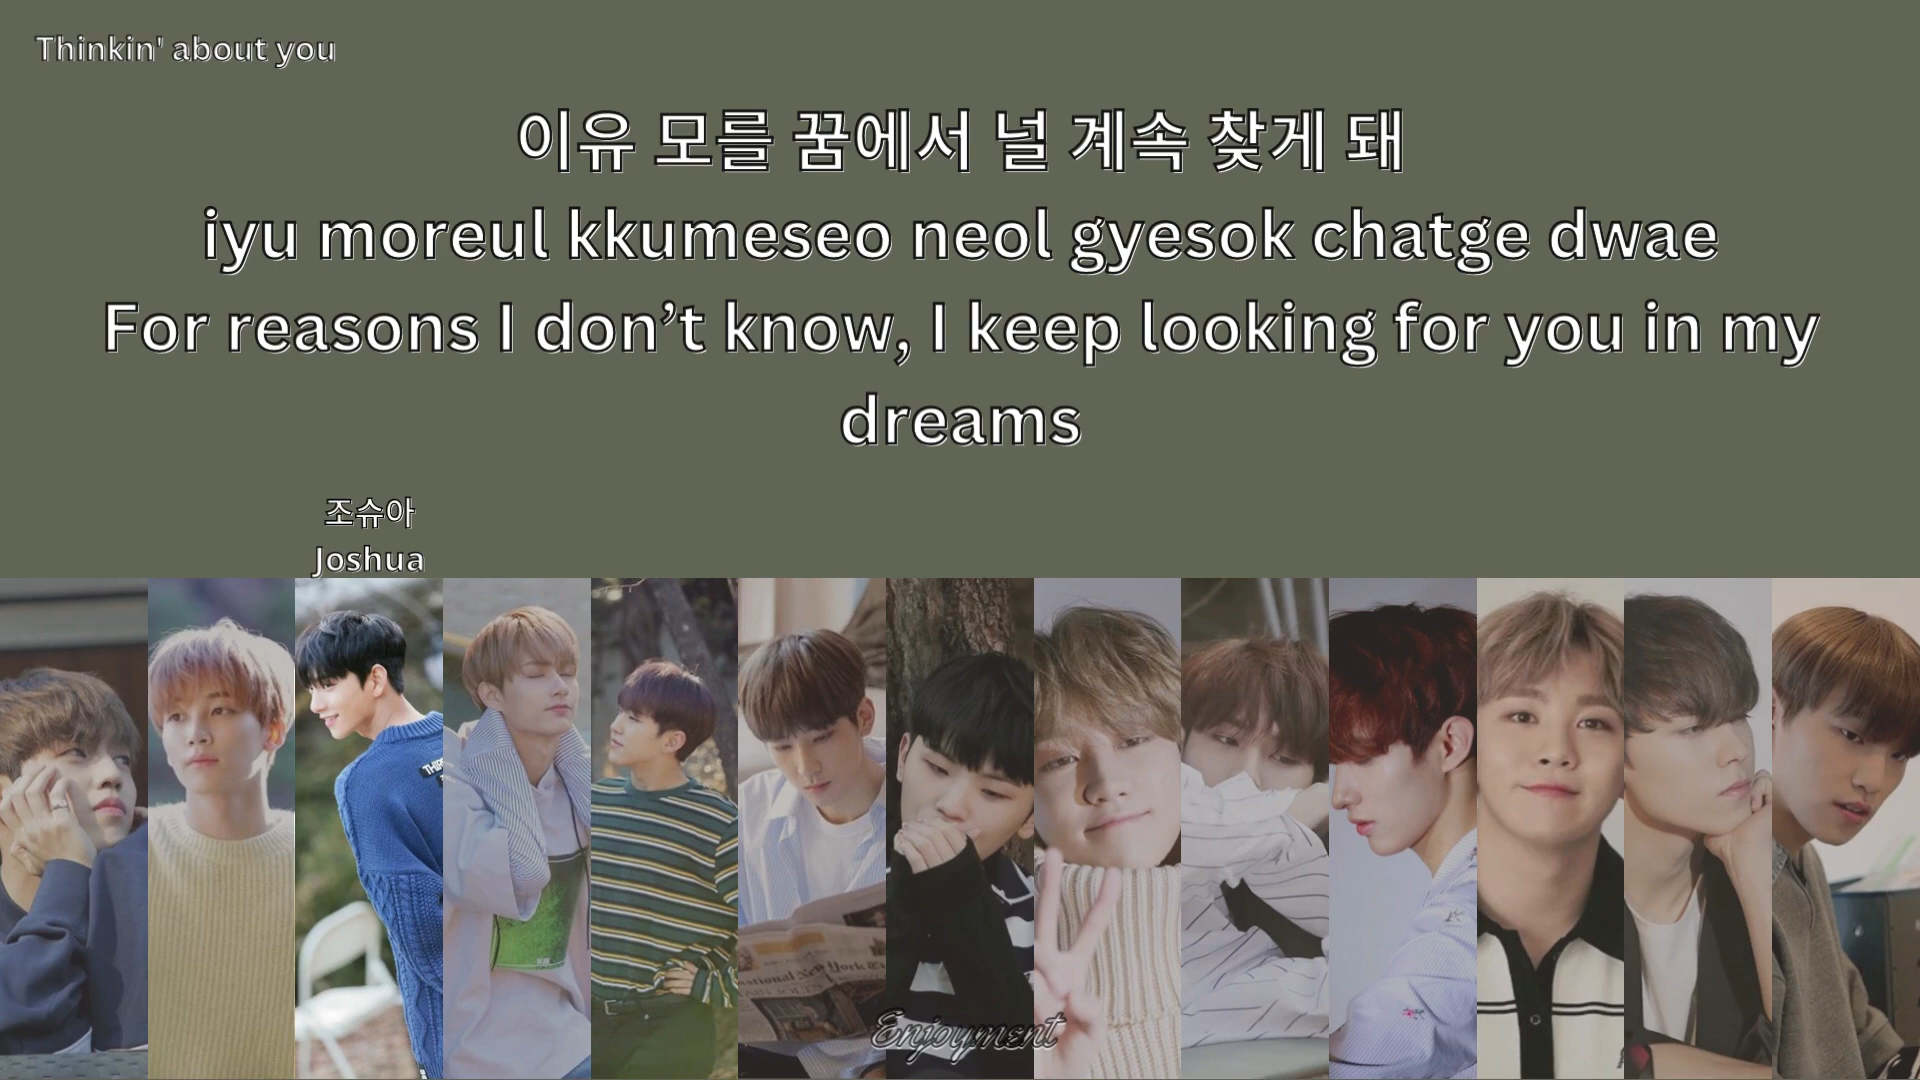 Thinkin' about you
이유 모를 꿈에서 널 계속 찾게 돼
iyu moreul kkumeseo neol gyesok chatge dwae
For reasons I don’t know, I keep looking for you in my
dreams
조슈아
Joshua
Enjoyment